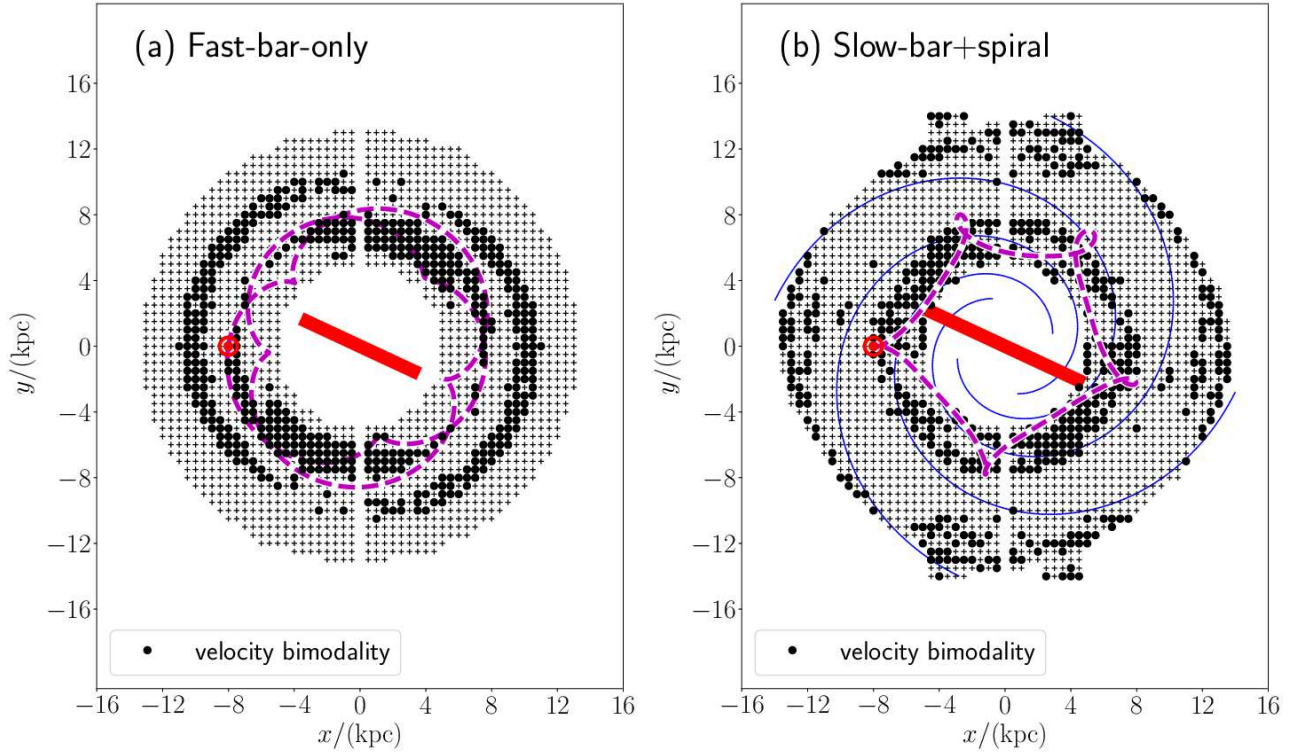 (a) Fast-bar-only
16
12
8
4
0
−4
−8
−12
−16
y/(kpc)
velocity bimodality
−16 −12 −8 −4 0 4 8 12 16
x/(kpc)
(b) Slow-bar+spiral
16
12
8
4
0
−4
−8
−12
−16
y/(kpc)
velocity bimodality
−16 −12 −8 −4 0 4 8 12 16
x/(kpc)